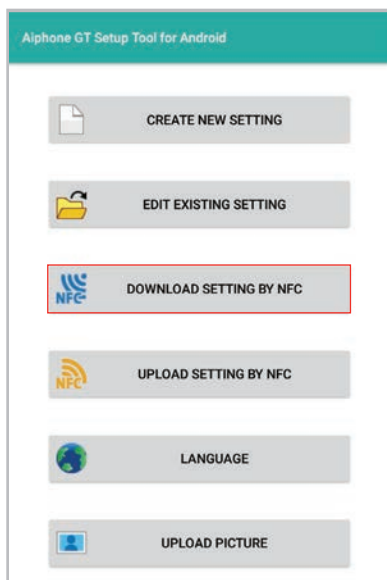 Aiphone GT Setup Tool for Android
CREATE NEW SETTING
EDIT EXISTING SETTING
NFC DOWNLOAD SETTING BY NFC
NFC UPLOAD SETTING BY NFC
LANGUAGE
UPLOAD PICTURE